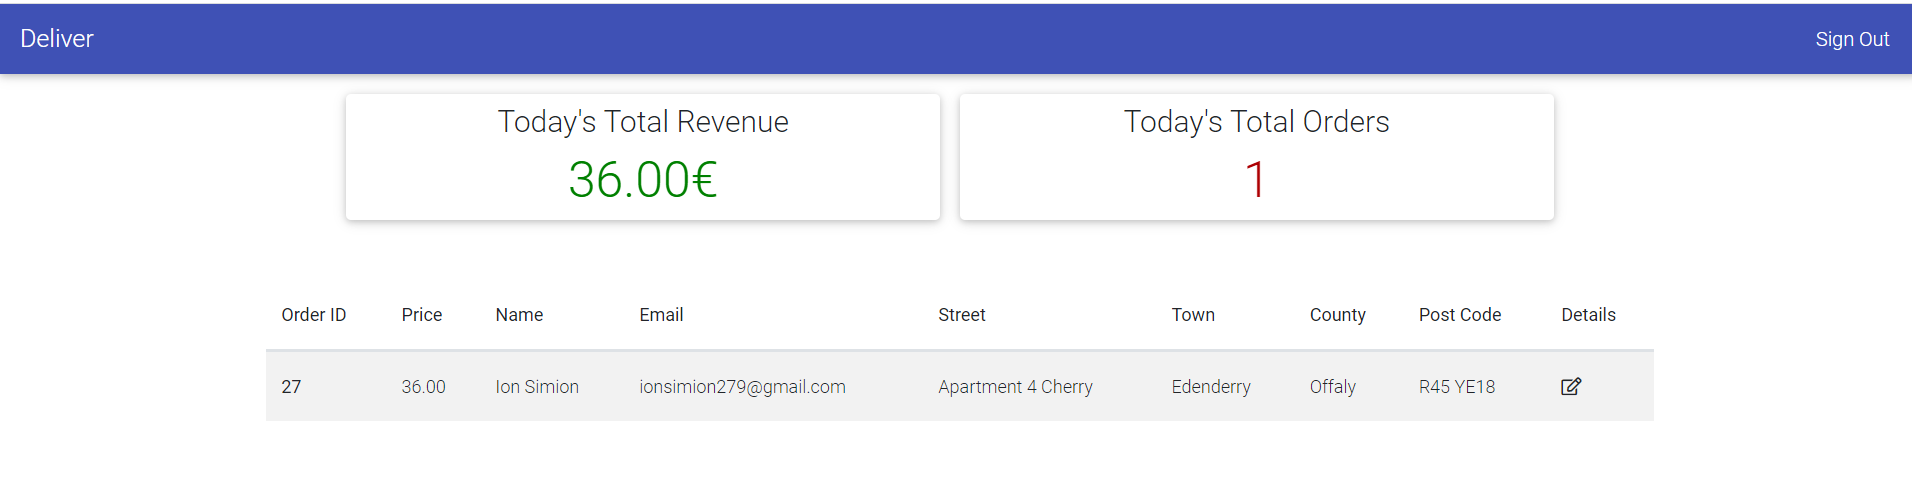 Deliver Sign Out
Today's Total Revenue
36.00€
Today's Total Orders
1
Order ID Price Name Email Street Town County Post Code Details
27 36.00 Ion Simion ionsimion279@gmail.com Apartment 4 Cherry Edenderry Offaly R45 YE18